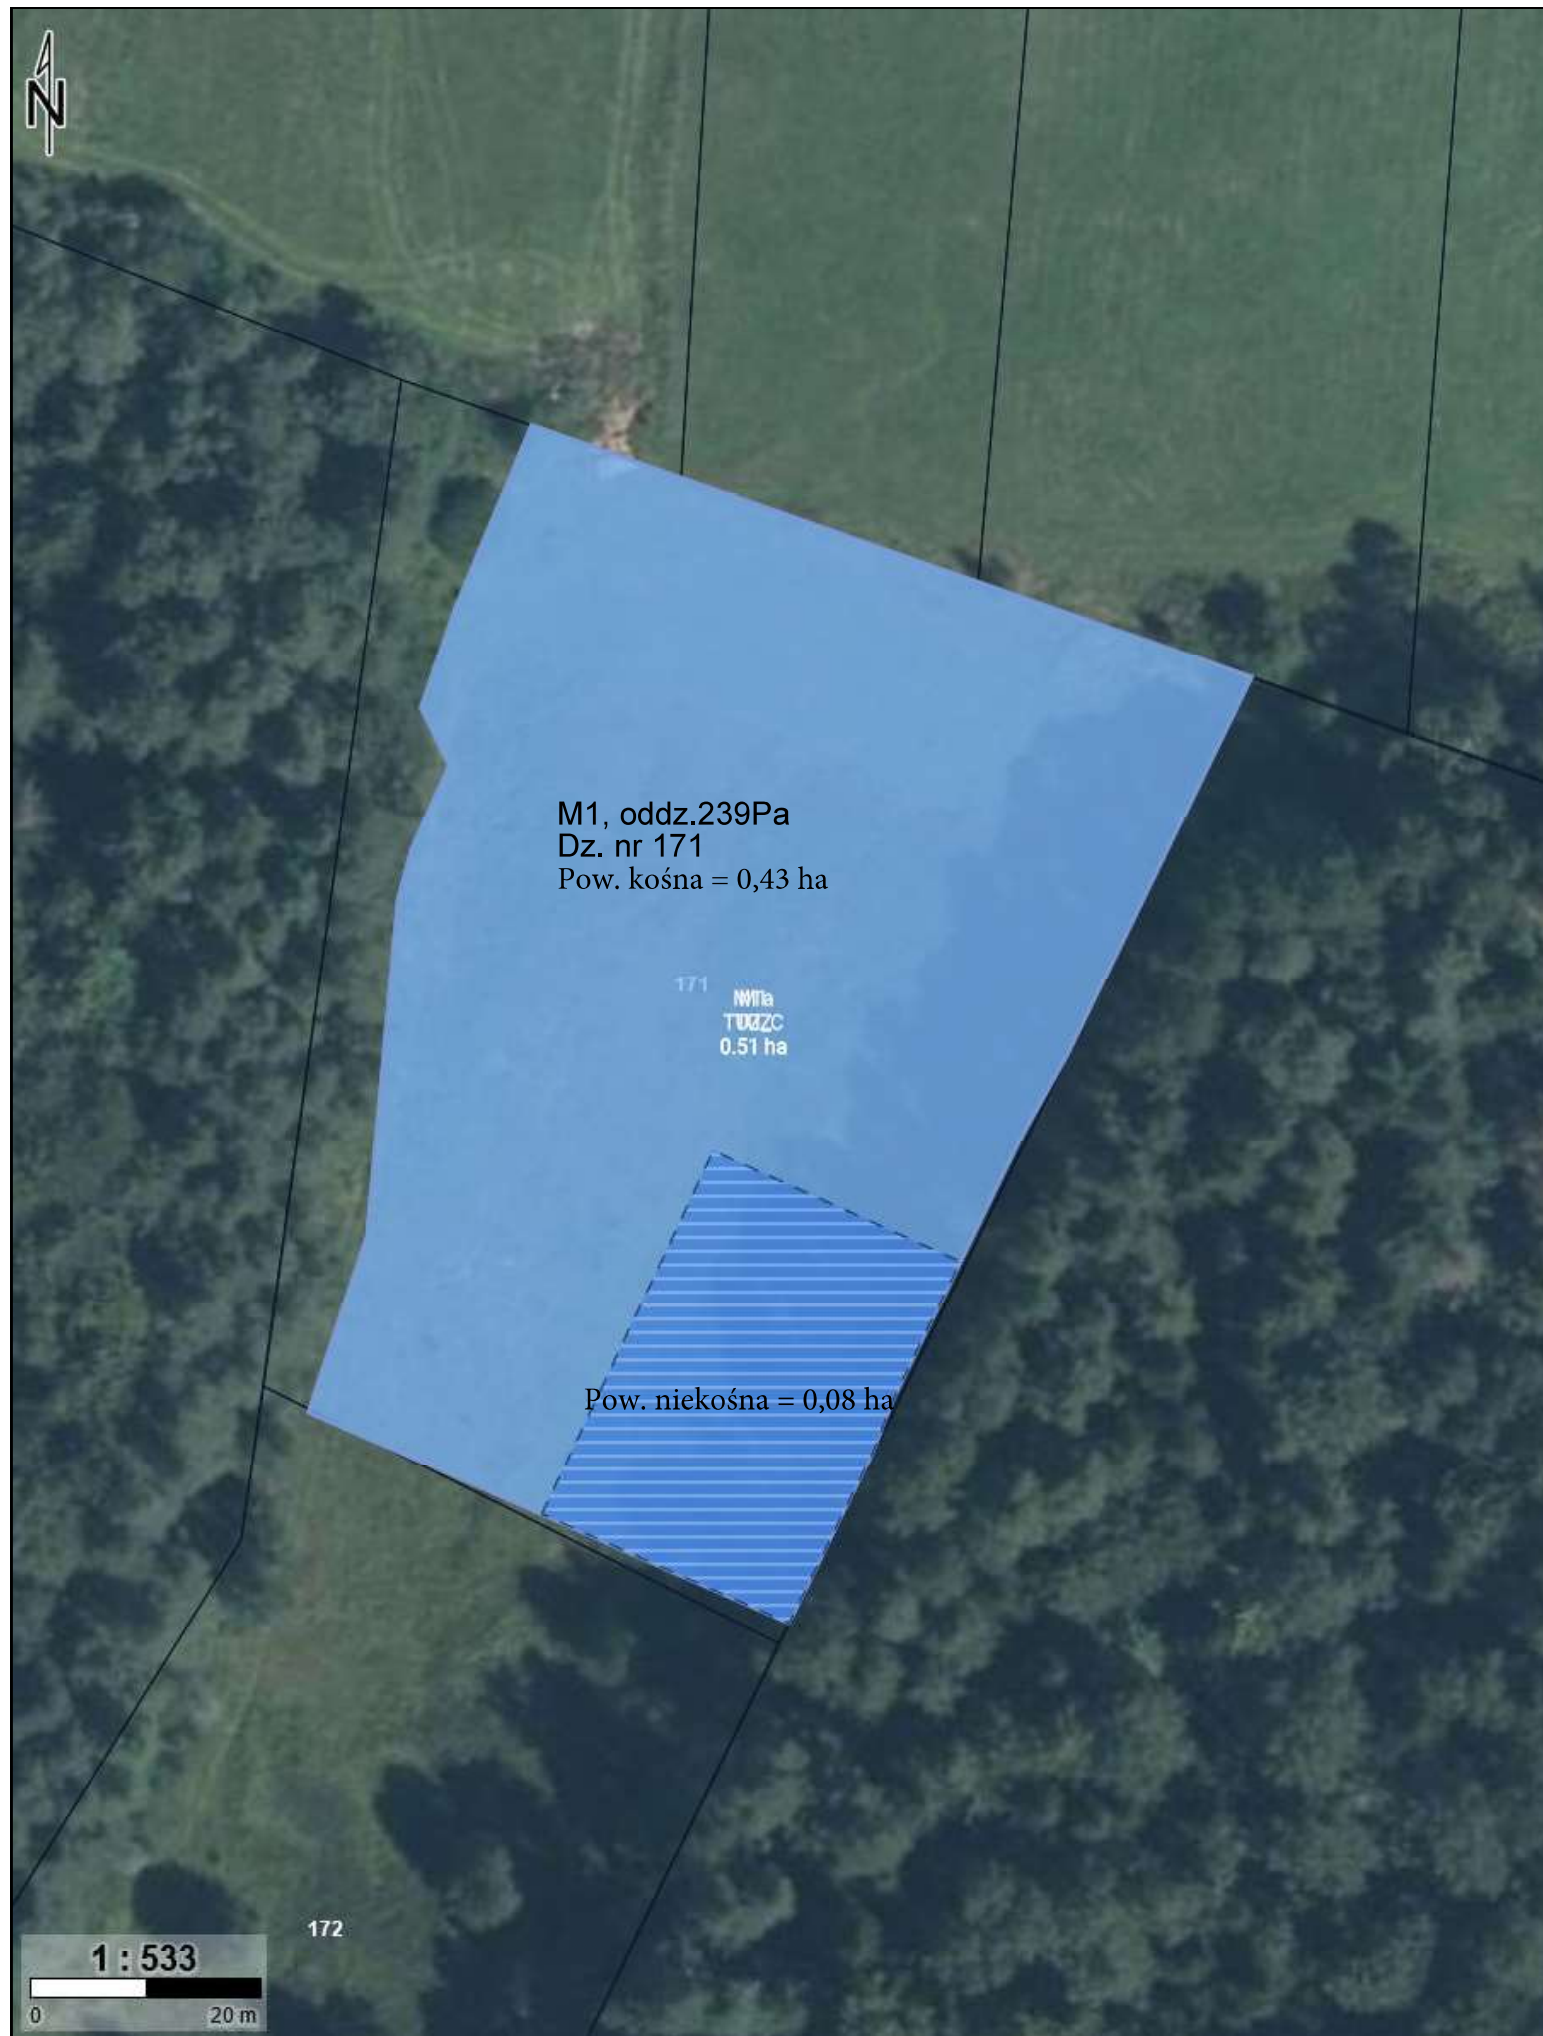 N
M1, oddz.239Pa
Dz. nr 171
Pow. kośna = 0,43 ha
171
0.51 ha
Pow. niekośna = 0,08 ha
172
1 : 533
0 20 m